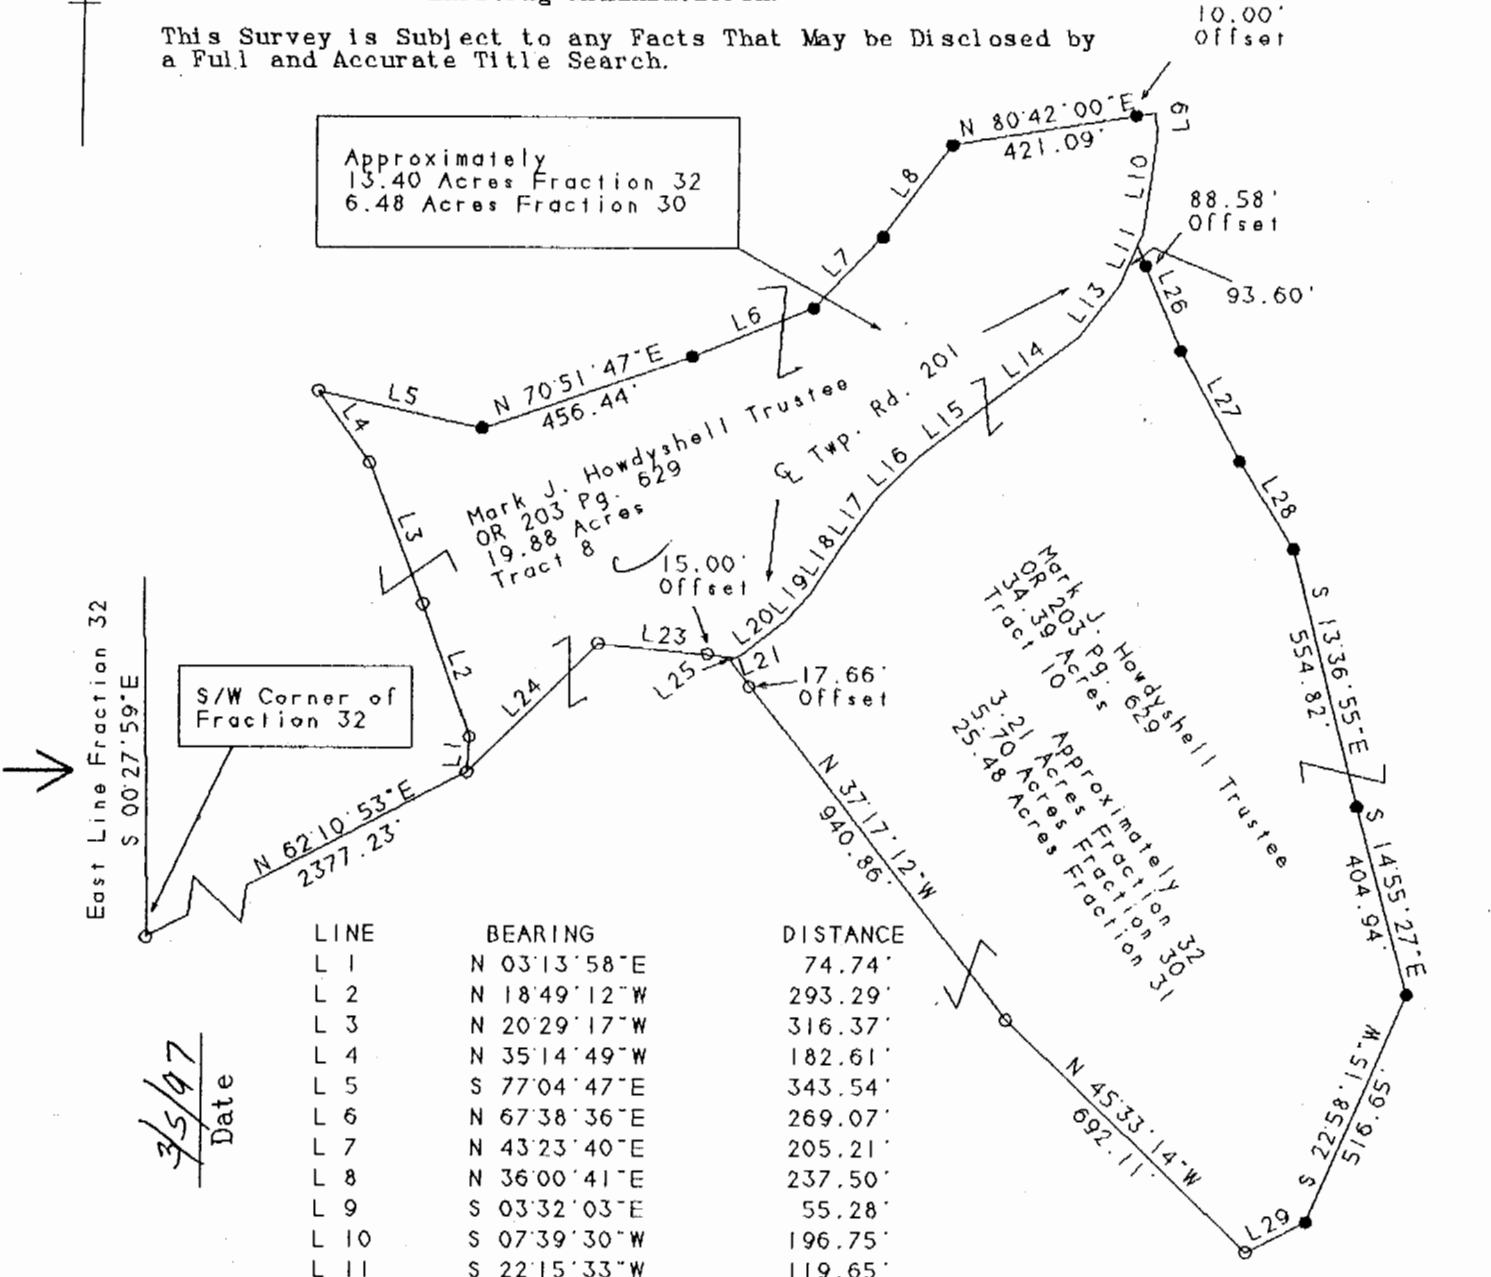 This Survey is Subject to any Facts That May be Disclosed by
a Full and Accurate Title Search.
10.00'
Offset
N 80°42'00"E
421.09'
L9
L10
L11
88.58'
Offset
93.60'
Approximately
13.40 Acres Fraction 32
6.48 Acres Fraction 30
L8
L7
L6
N 70°51'47"E
456.44'
L5
L4
L3
L2
L1
L13
L14
L15
L16
L17
L18
L19
L20
L21
℄ Twp. Rd. 201
Mark J. Howdyshell Trustee
OR 203 Pg. 629
19.88 Acres
Tract 8
15.00'
Offset
L23
L24
L25
17.66'
Offset
L26
L27
L28
S 13°36'55"E
554.82'
S 14°55'27"E
404.94'
S 22°58'15"W
516.65'
L29
N 45°33'14"W
692.11'
N 37°17'12"W
940.86'
Mark J. Howdyshell Trustee
OR 203 Pg. 629
34.39 Acres
Tract 10
Approximately
3.21 Acres Fraction 32
5.70 Acres Fraction 30
25.48 Acres Fraction 31
East Line Fraction 32
S 00°27'59"E
S/W Corner of
Fraction 32
N 62°10'53"E
2377.23'
3/5/97
Date
LINE BEARING DISTANCE
L 1 N 03°13'58"E 74.74'
L 2 N 18°49'12"W 293.29'
L 3 N 20°29'17"W 316.37'
L 4 N 35°14'49"W 182.61'
L 5 S 77°04'47"E 343.54'
L 6 N 67°38'36"E 269.07'
L 7 N 43°23'40"E 205.21'
L 8 N 36°00'41"E 237.50'
L 9 S 03°32'03"E 55.28'
L 10 S 07°39'30"W 196.75'
L 11 S 22°15'33"W 119.65'